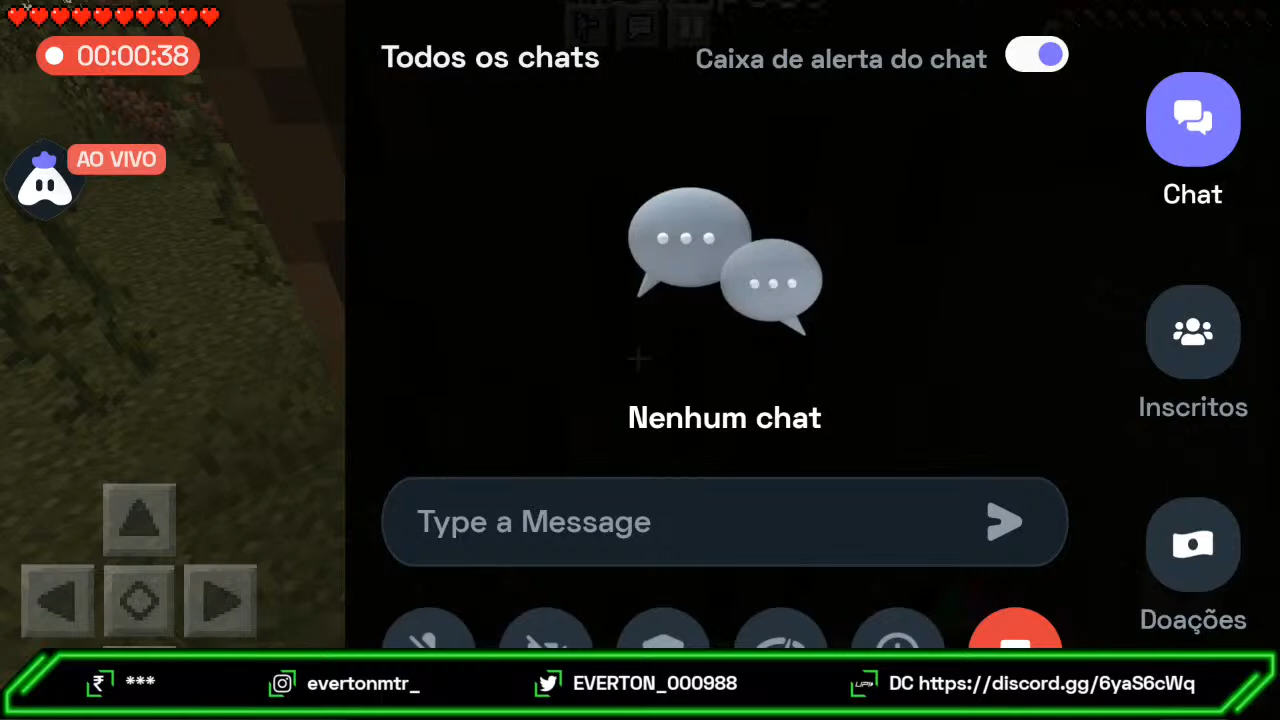 00:00:38
Todos os chats
Caixa de alerta do chat
AO VIVO
Chat
Nenhum chat
Inscritos
Type a Message
Doações
₹ ***
evertonmtr_
EVERTON_000988
UPI DC https://discord.gg/6yaS6cWq